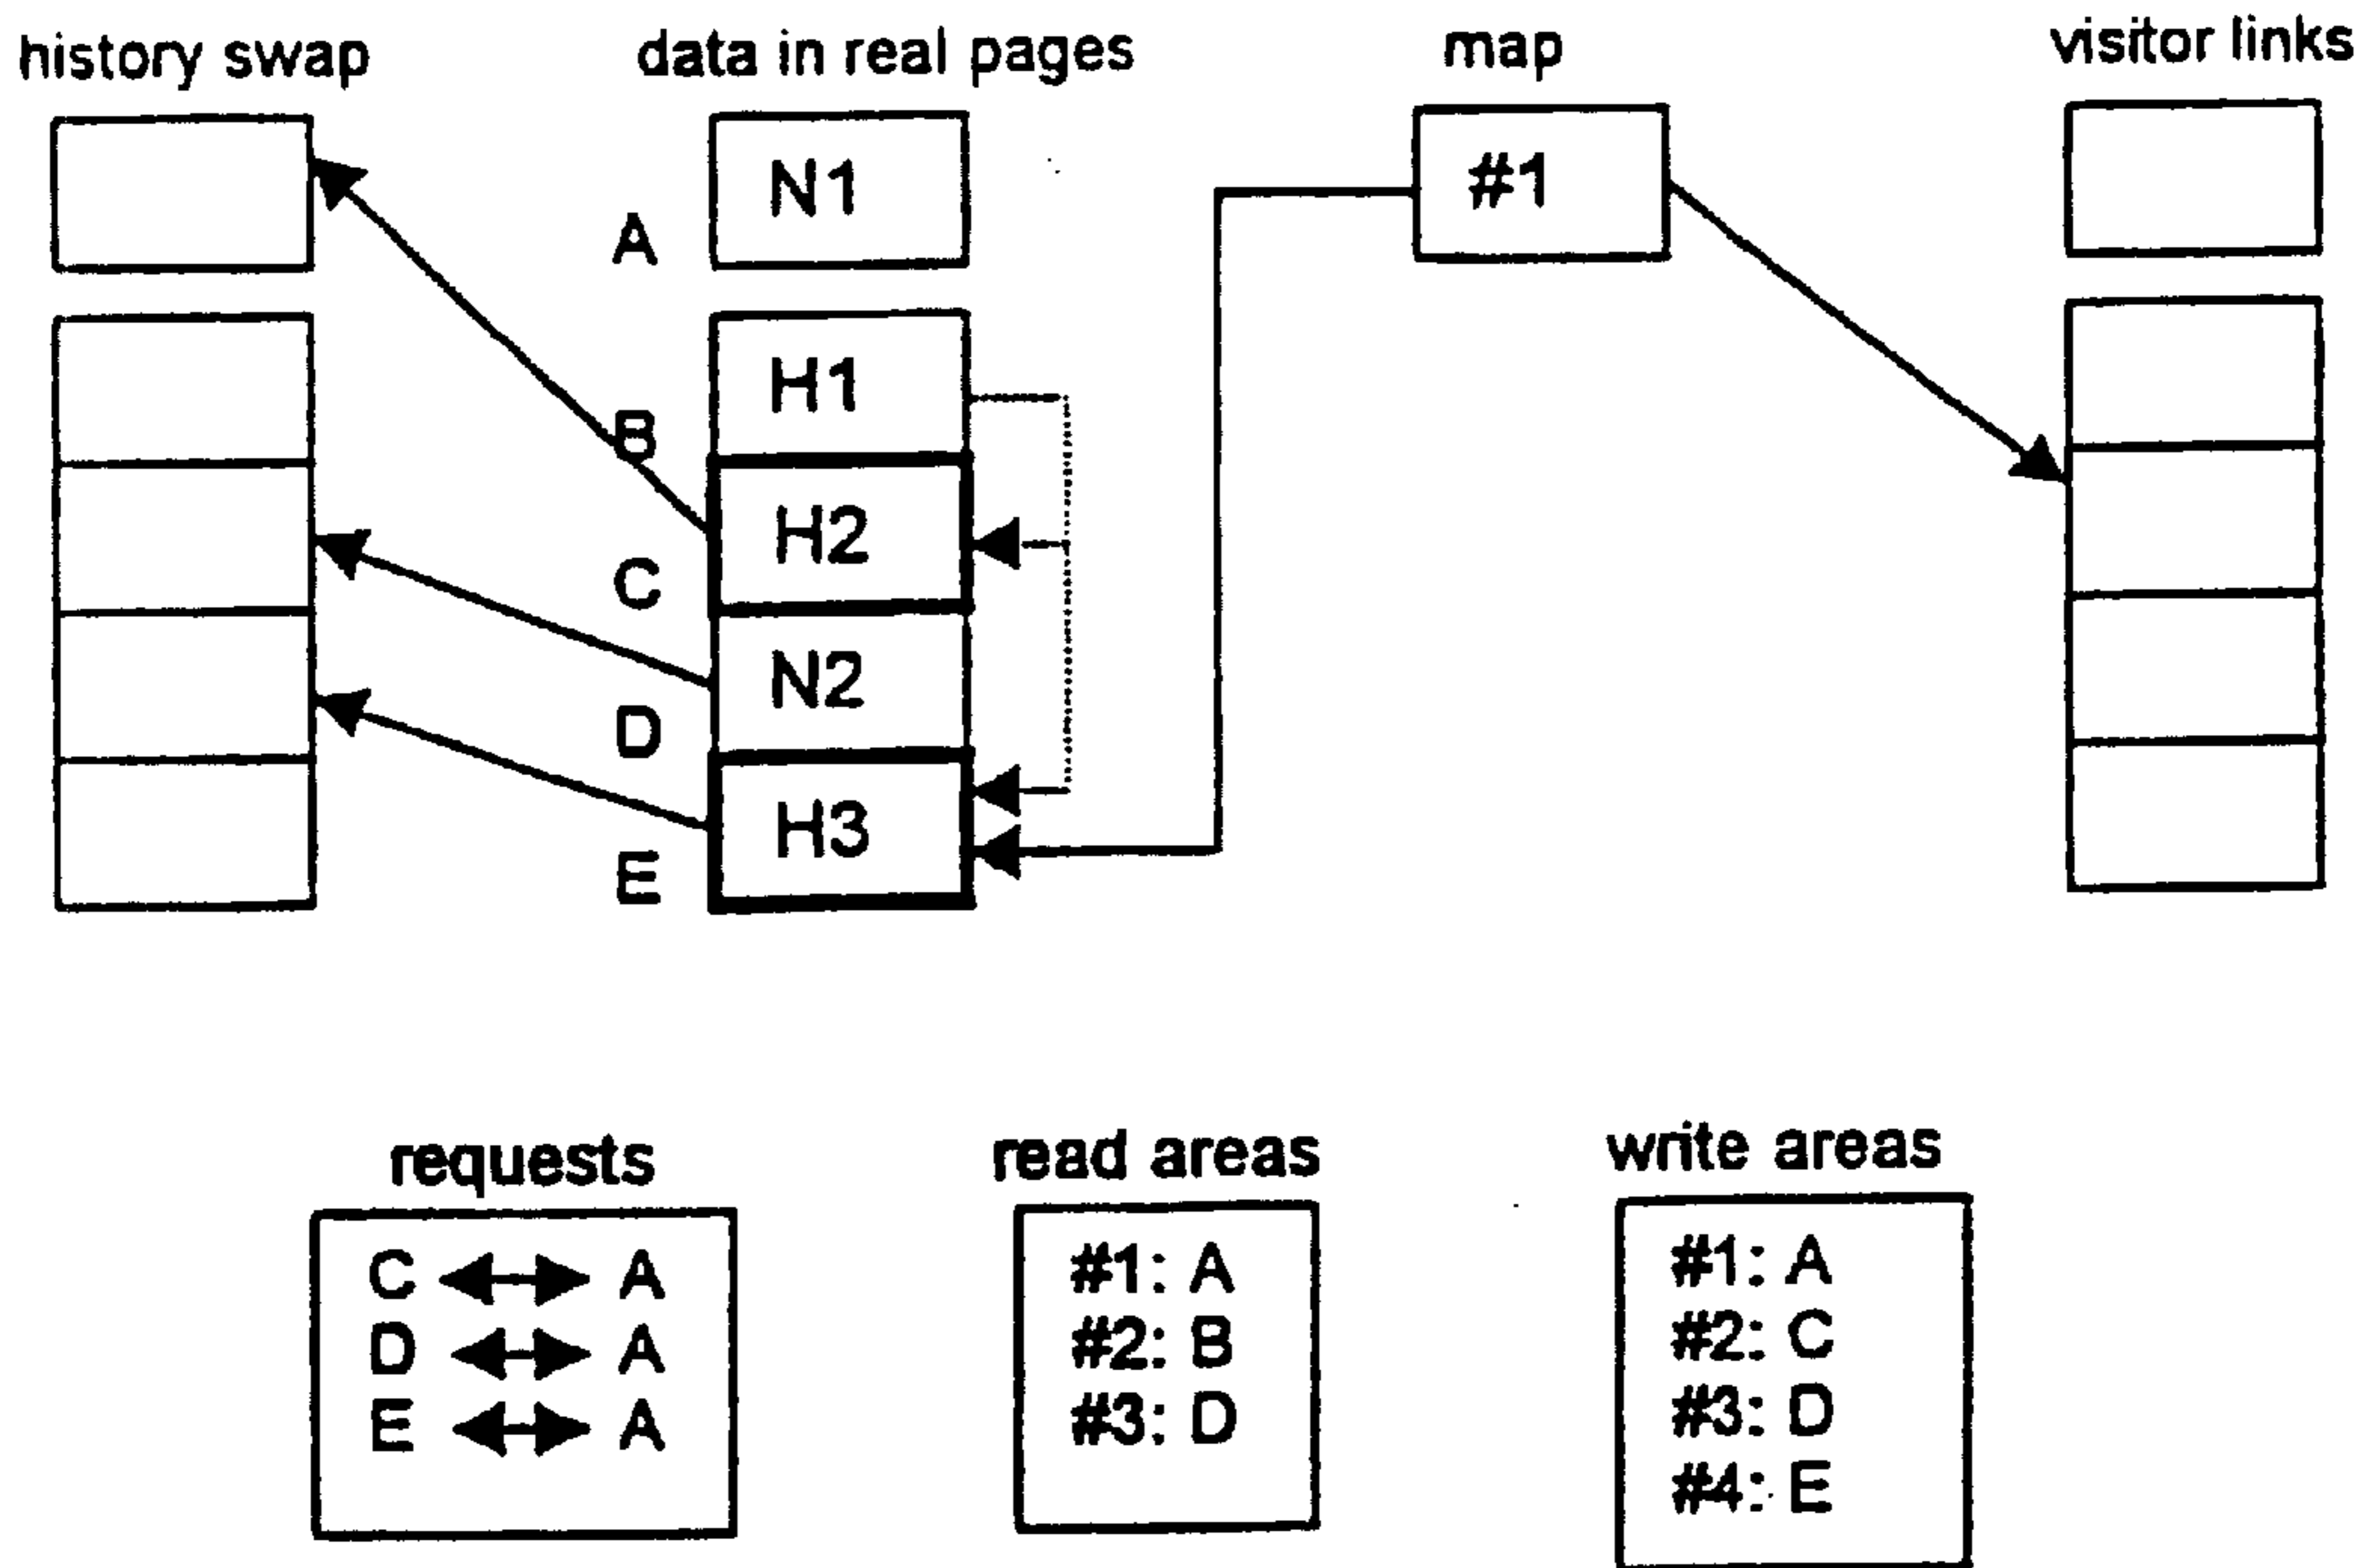 history swap
data in real pages
map
visitor links
N1
#1
A
H1
B
H2
C
N2
D
H3
E
requests
C A
D A
E A
read areas
#1: A
#2: B
#3: D
write areas
#1: A
#2: C
#3: D
#4: E